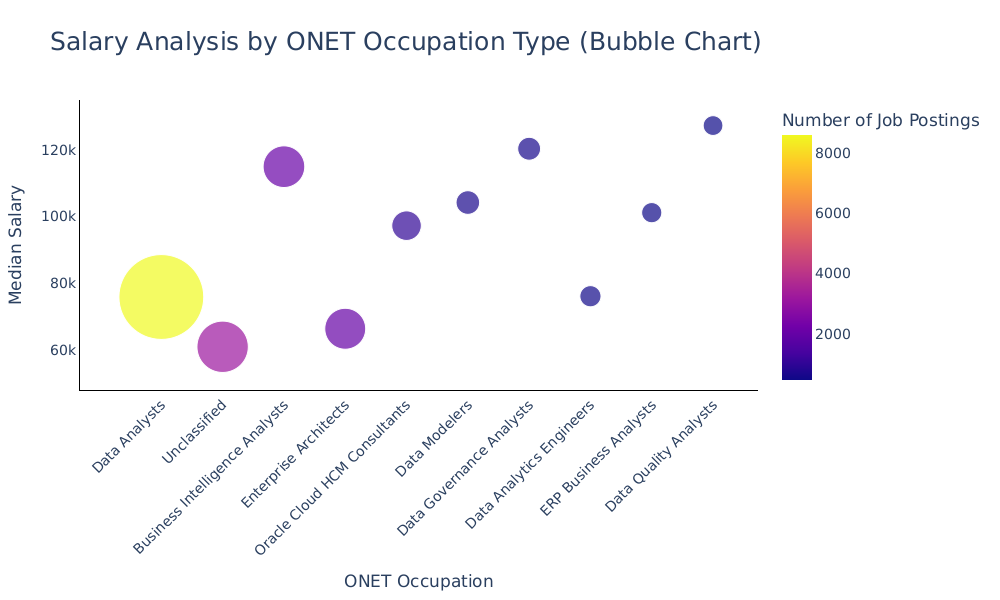 Salary Analysis by ONET Occupation Type (Bubble Chart)
Number of Job Postings
8000
6000
4000
2000
Median Salary
120k
100k
80k
60k
Data Analysts
Unclassified
Business Intelligence Analysts
Enterprise Architects
Oracle Cloud HCM Consultants
Data Modelers
Data Governance Analysts
Data Analytics Engineers
ERP Business Analysts
Data Quality Analysts
ONET Occupation